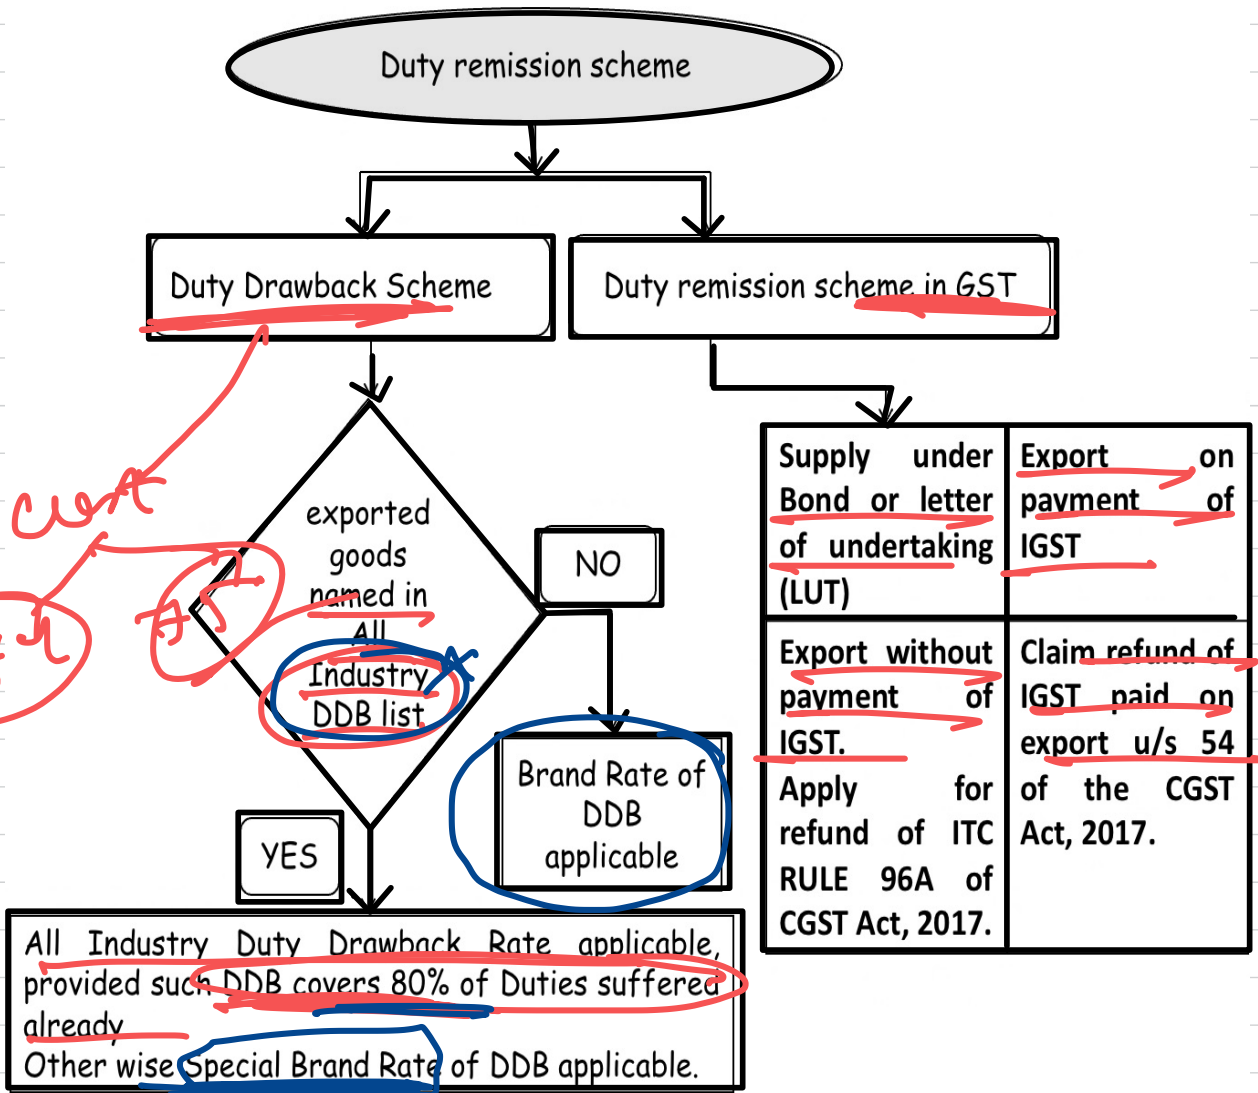 Duty remission scheme
Duty Drawback Scheme
Duty remission scheme in GST
exported
goods
named in
All
Industry
DDB list
NO
Brand Rate of
DDB
applicable
YES
All Industry Duty Drawback Rate applicable,
provided such DDB covers 80% of Duties suffered
already
Other wise Special Brand Rate of DDB applicable.
Supply under
Bond or letter
of undertaking
(LUT)
Export on
payment of
IGST
Export without
payment of
IGST.
Apply for
refund of ITC
RULE 96A of
CGST Act, 2017.
Claim refund of
IGST paid on
export u/s 54
of the CGST
Act, 2017.